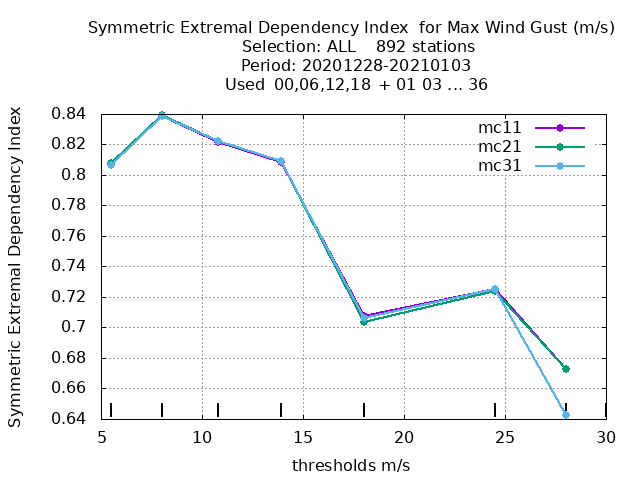 Symmetric Extremal Dependency Index  for Max Wind Gust (m/s)
Selection: ALL    892 stations
Period: 20201228-20210103
Used  00,06,12,18  + 01 03 ... 36
Symmetric Extremal Dependency Index
0.84
0.82
0.8
0.78
0.76
0.74
0.72
0.7
0.68
0.66
0.64
mc11
mc21
mc31
5 10 15 20 25 30
thresholds m/s